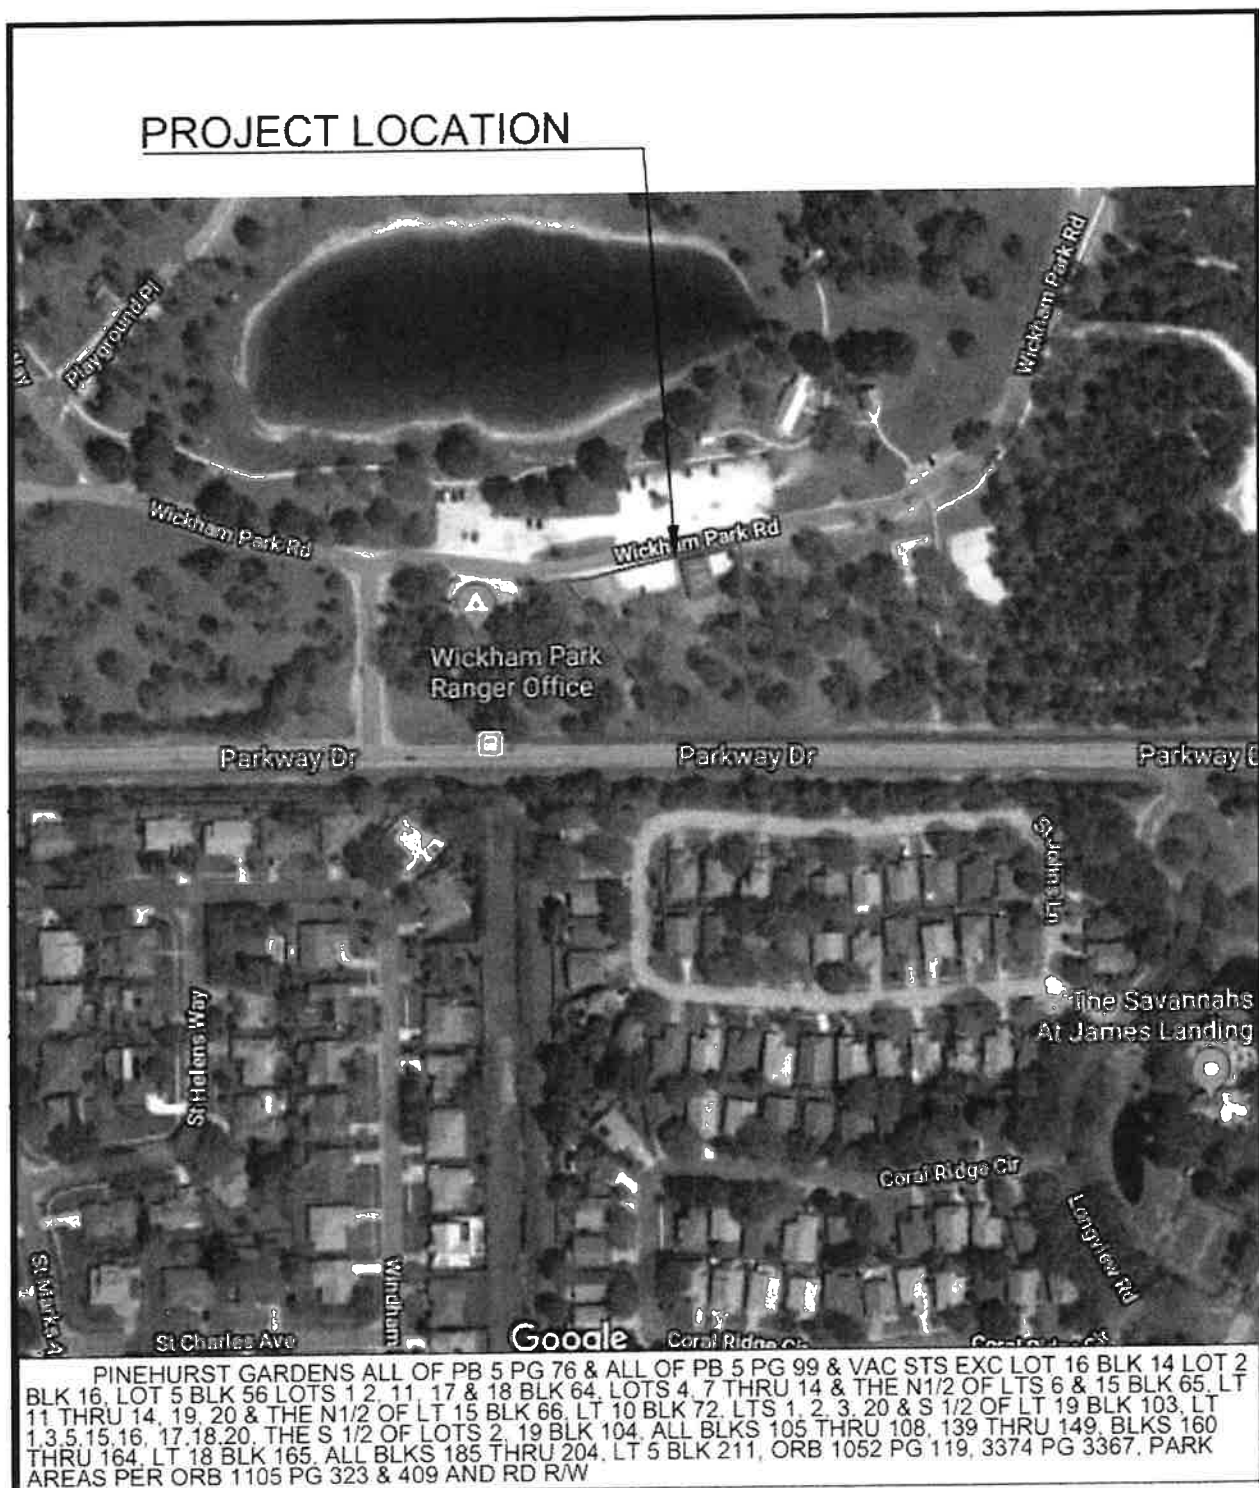 PROJECT LOCATION
Wickham Park Rd
Playground Pl
Wickham Park Rd
Wickham Park Rd
Wickham Park
Ranger Office
Parkway Dr
Parkway Dr
Parkway D
St Johns Ln
St Helens Way
The Savannahs
At James Landing
Coral Ridge Cir
Longview Rd
Windham
St Charles Ave
Google
Coral Ridge Cir
PINEHURST GARDENS ALL OF PB 5 PG 76 & ALL OF PB 5 PG 99 & VAC STS EXC LOT 16 BLK 14 LOT 2
BLK 16, LOT 5 BLK 56 LOTS 1,2, 11, 17 & 18 BLK 64, LOTS 4, 7 THRU 14 & THE N1/2 OF LTS 6 & 15 BLK 65, LT
11 THRU 14, 19, 20 & THE N1/2 OF LT 15 BLK 66, LT 10 BLK 72, LTS 1, 2, 3, 20 & S 1/2 OF LT 19 BLK 103, LT
1,3,5,15,16, 17,18,20, THE S 1/2 OF LOTS 2, 19 BLK 104, ALL BLKS 105 THRU 108, 139 THRU 149, BLKS 160
THRU 164, LT 18 BLK 165, ALL BLKS 185 THRU 204, LT 5 BLK 211, ORB 1052 PG 119, 3374 PG 3367, PARK
AREAS PER ORB 1105 PG 323 & 409 AND RD R/W